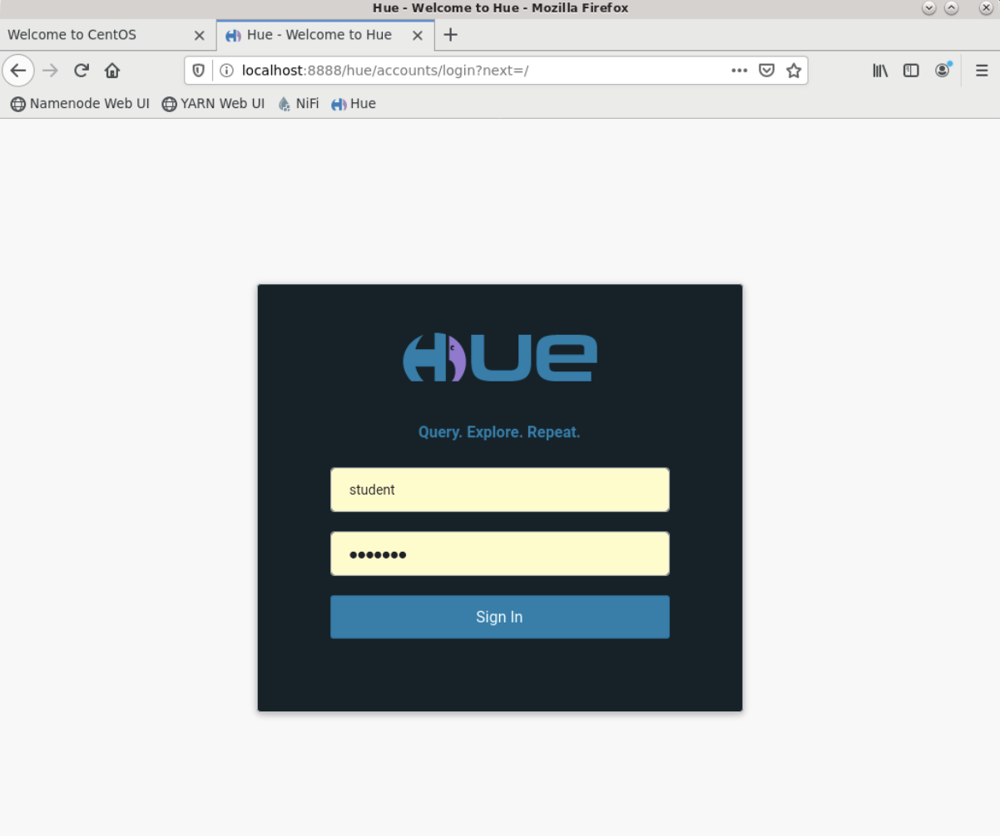 Hue - Welcome to Hue - Mozilla Firefox
Welcome to CentOS
Hue - Welcome to Hue
localhost:8888/hue/accounts/login?next=/
Namenode Web UI YARN Web UI NiFi Hue
HUE
Query. Explore. Repeat.
student
Sign In